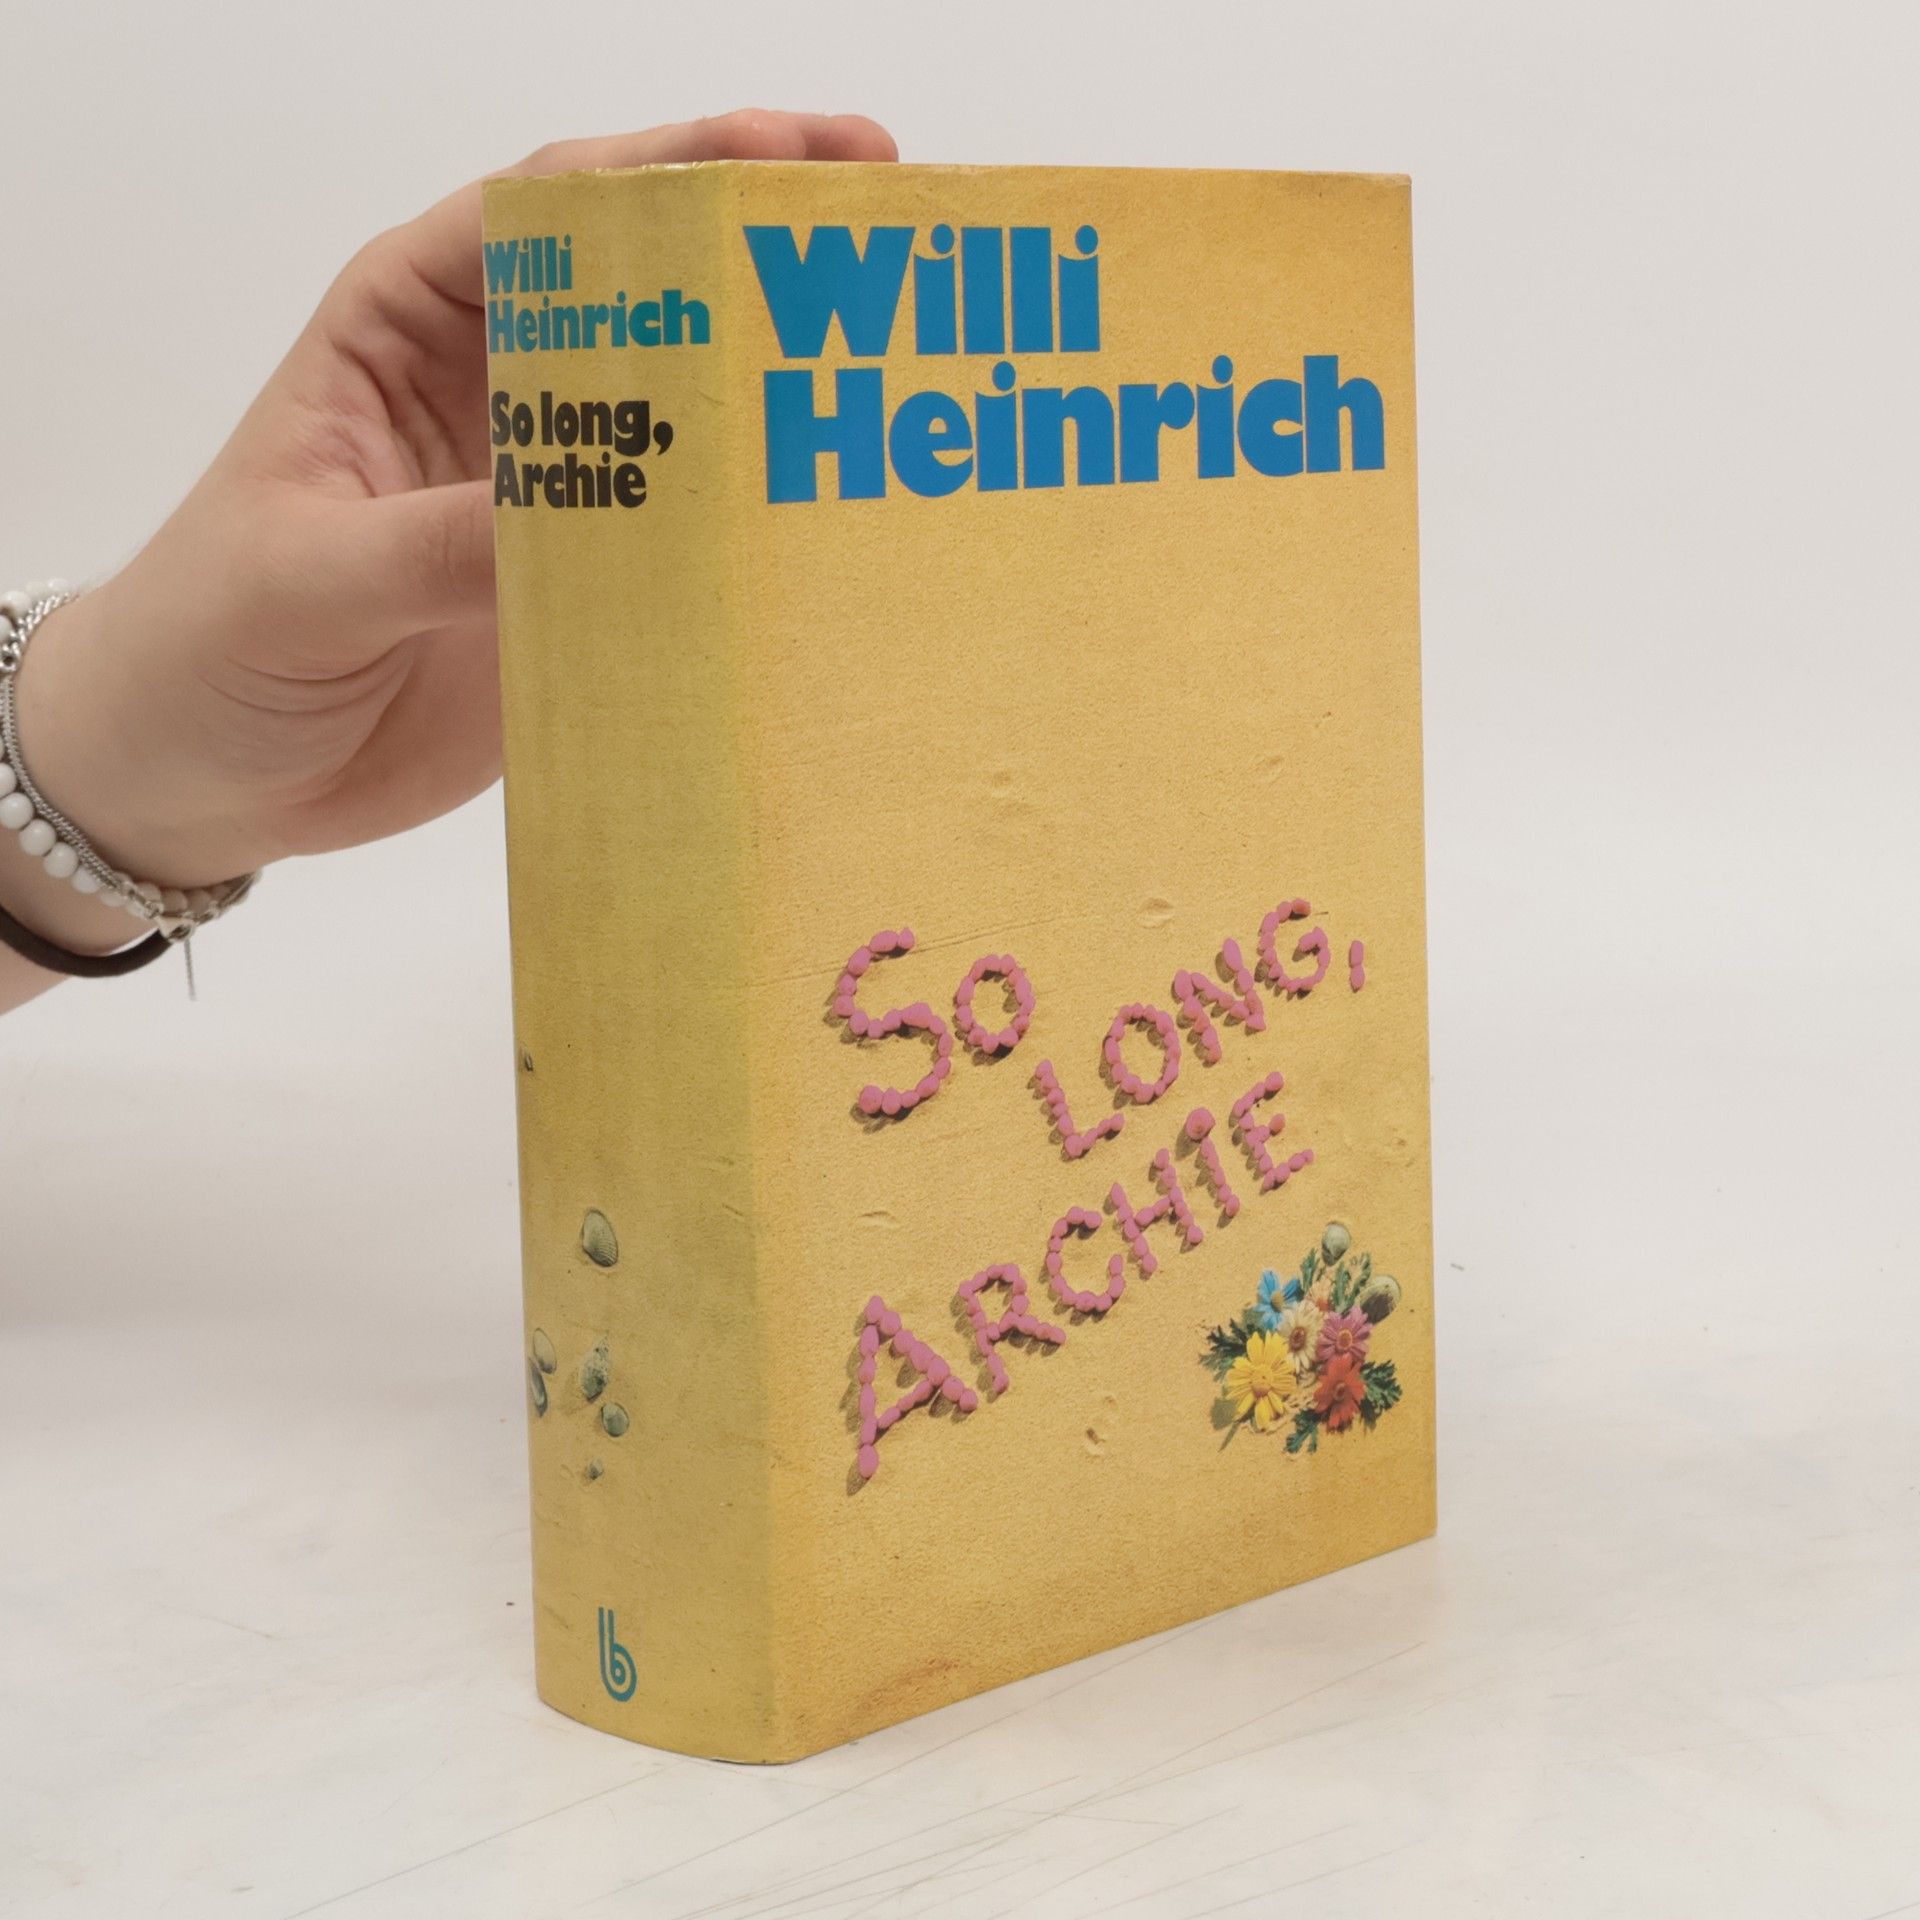 Willi
Heinrich
So long,
Archie
b
Willi
Heinrich
SO
LONG,
ARCHIE